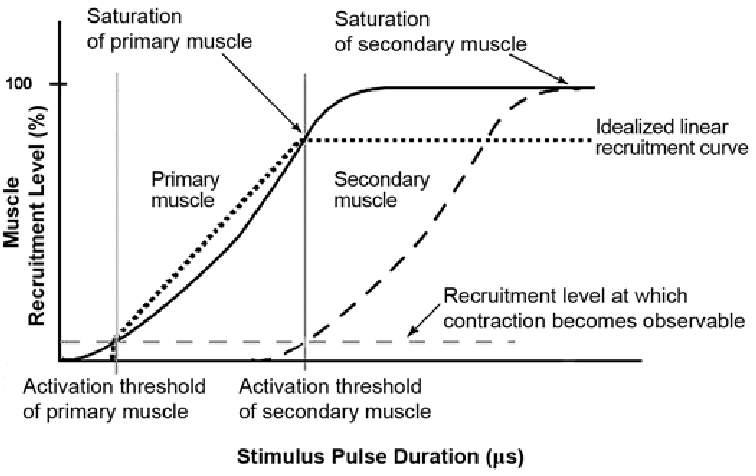 Saturation
of primary muscle
Saturation
of secondary muscle
100
Muscle
Recruitment Level (%)
Idealized linear
recruitment curve
Primary
muscle
Secondary
muscle
Recruitment level at which
contraction becomes observable
Activation threshold
of primary muscle
Activation threshold
of secondary muscle
Stimulus Pulse Duration (µs)